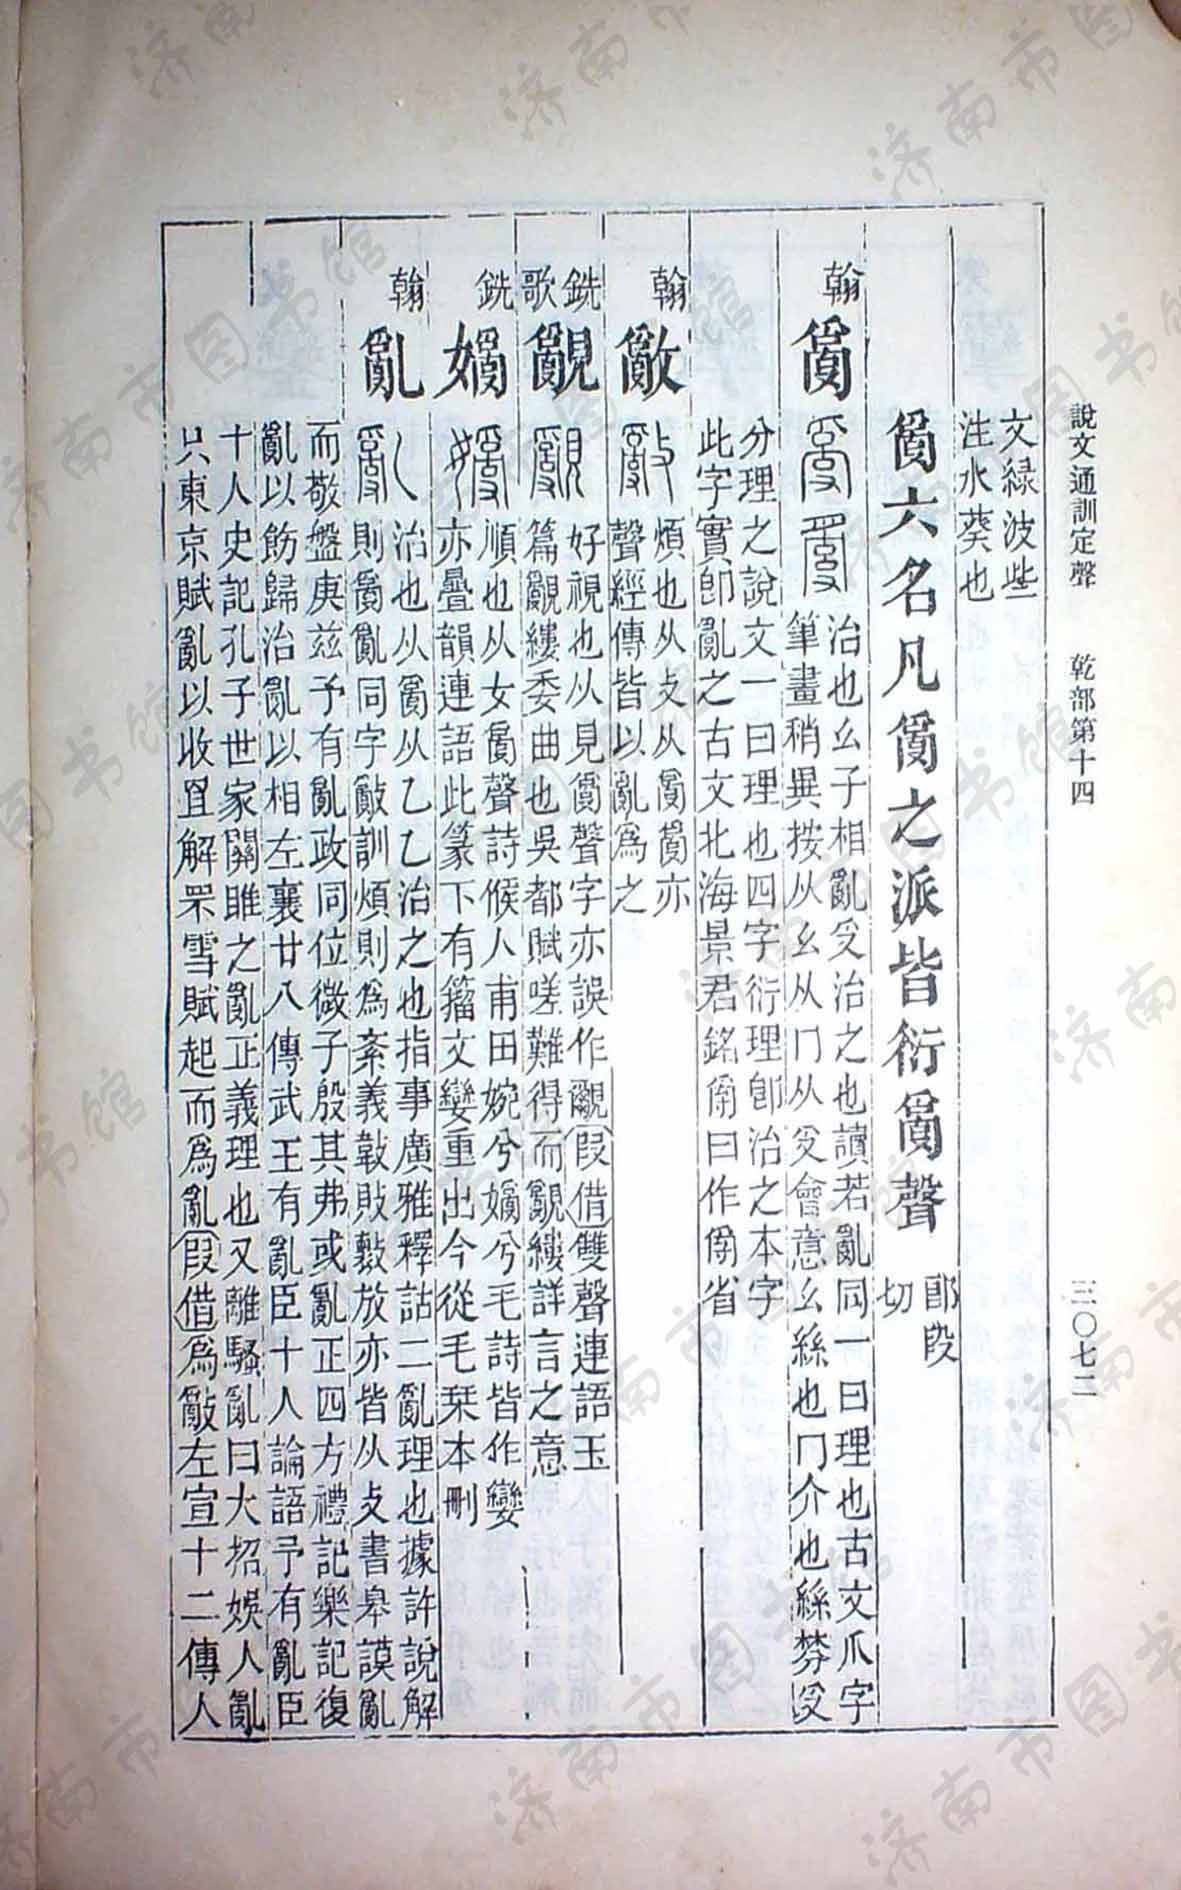 說文通訓定聲　乾部第十四　三〇七二
文綠波些
注水葵也
𤔔六名凡𤔔之派皆衍𤔔聲
郎段
切
翰
𤔔
治也幺子相亂𠬪治之也讀若亂同一曰理也古文爪字
筆畫稍異按从幺从冂从𠬪會意幺絲也冂介也絲棼𠬪
分理之說文一曰理也四字衍理卽治之本字
此字實卽亂之古文北海景君銘𤔔曰作𤔔省
翰
𢿢
煩也从攴从𤔔𤔔亦
聲經傳皆以亂爲之
銑
歌
覶
好視也从見𤔔聲字亦誤作覼叚借雙聲連語玉
篇覶縷委曲也吳都賦嗟難得而覶縷詳言之意
銑
嬭
順也从女𤔔聲詩候人甫田婉兮㜻兮毛詩皆作孌
亦疊韻連語此篆下有籀文孌重出今從毛栞本刪
翰
亂
治也从𤔔从乙乙治之也指事廣雅釋詁二亂理也據許說解
則𤔔亂同字𢿢訓煩則爲紊義𢾭敗敷放亦皆从攴書皋謨亂
而敬盤庚茲予有亂政同位微子殷其弗或亂正四方禮記樂記復
亂以飭歸治亂以相左襄廿八傳武王有亂臣十人論語予有亂臣
十人史記孔子世家關雎之亂正義理也又離騷亂曰大招娛人亂
只東京賦亂以收罝解罘雪賦起而爲亂叚借爲𢿢左宣十二傳人